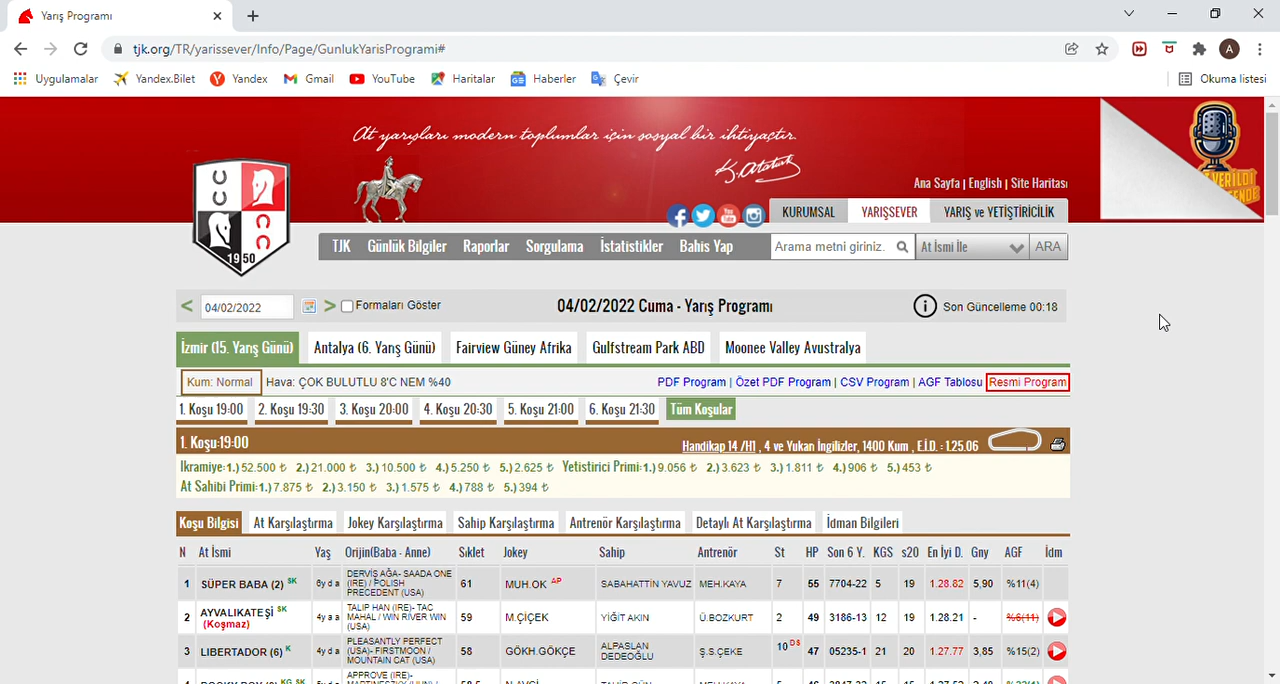 Yarış Programı
tjk.org/TR/yarissever/Info/Page/GunlukYarisProgrami#
A
Uygulamalar Yandex.Bilet Yandex Gmail YouTube Haritalar Haberler Çevir Okuma listesi
At yarışları modern toplumlar için sosyal bir ihtiyaçtır.
K. Atatürk
1950
Ana Sayfa | English | Site Haritası
KURUMSAL YARIŞSEVER YARIŞ ve YETİŞTİRİCİLİK
TJK Günlük Bilgiler Raporlar Sorgulama İstatistikler Bahis Yap Arama metni giriniz. At İsmi İle ARA
04/02/2022 Formaları Göster 04/02/2022 Cuma - Yarış Programı Son Güncelleme 00:18
İzmir (15. Yarış Günü) Antalya (6. Yarış Günü) Fairview Güney Afrika Gulfstream Park ABD Moonee Valley Avustralya
Kum: Normal Hava: ÇOK BULUTLU 8'C NEM %40 PDF Program | Özet PDF Program | CSV Program | AGF Tablosu Resmi Program
1. Koşu 19:00 2. Koşu 19:30 3. Koşu 20:00 4. Koşu 20:30 5. Koşu 21:00 6. Koşu 21:30 Tüm Koşular
1. Koşu:19:00 Handikap 14 /H1 , 4 ve Yukarı İngilizler, 1400 Kum , E.İ.D. : 1.25.06
İkramiye:1.) 52.500 ₺ 2.) 21.000 ₺ 3.) 10.500 ₺ 4.) 5.250 ₺ 5.) 2.625 ₺ Yetiştirici Primi:1.) 9.056 ₺ 2.) 3.623 ₺ 3.) 1.811 ₺ 4.) 906 ₺ 5.) 453 ₺
At Sahibi Primi:1.) 7.875 ₺ 2.) 3.150 ₺ 3.) 1.575 ₺ 4.) 788 ₺ 5.) 394 ₺
Koşu Bilgisi At Karşılaştırma Jokey Karşılaştırma Sahip Karşılaştırma Antrenör Karşılaştırma Detaylı At Karşılaştırma İdman Bilgileri
N At İsmi Yaş Orijin(Baba - Anne) Sıklet Jokey Sahip Antrenör St HP Son 6 Y. KGS s20 En İyi D. Gny AGF İdm
1 SÜPER BABA (2) SK 6y d a DERVİŞ AĞA- SAADA ONE (IRE) / POLISH PRECEDENT (USA) 61 MUH.OK AP SABAHATTİN YAVUZ MEH.KAYA 7 55 7704-22 5 19 1.28.82 5,90 %11(4)
2 AYVALIKATEŞİ SK (Koşmaz) 4y a a TALIP HAN (IRE)- TAC MAHAL / WIN RIVER WIN (USA) 59 M.ÇİÇEK YİĞİT AKIN Ü.BOZKURT 2 49 3186-13 12 19 1.28.21 - %6(11)
3 LIBERTADOR (6) K 4y d a PLEASANTLY PERFECT (USA)- FIRSTMOON / MOUNTAIN CAT (USA) 58 GÖKH.GÖKÇE ALPASLAN DEDEOĞLU Ş.S.ÇEKE 10 DS 47 05235-1 21 20 1.27.77 3,85 %15(2)
APPROVE (IRE)-